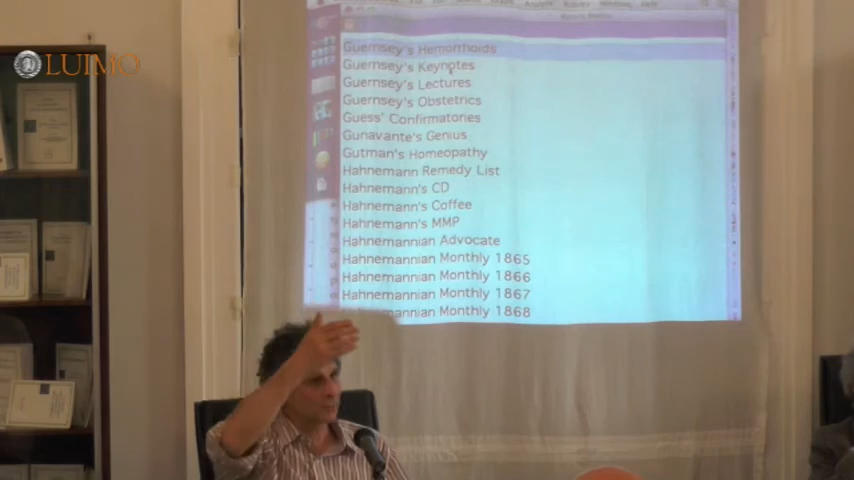 LUIMO
Guernsey's Hemorrhoids
Guernsey's Keynotes
Guernsey's Lectures
Guernsey's Obstetrics
Guess' Confirmatories
Gunavante's Genius
Gutman's Homeopathy
Hahnemann Remedy List
Hahnemann's CD
Hahnemann's Coffee
Hahnemann's MMP
Hahnemannian Advocate
Hahnemannian Monthly 1865
Hahnemannian Monthly 1866
Hahnemannian Monthly 1867
Monthly 1868